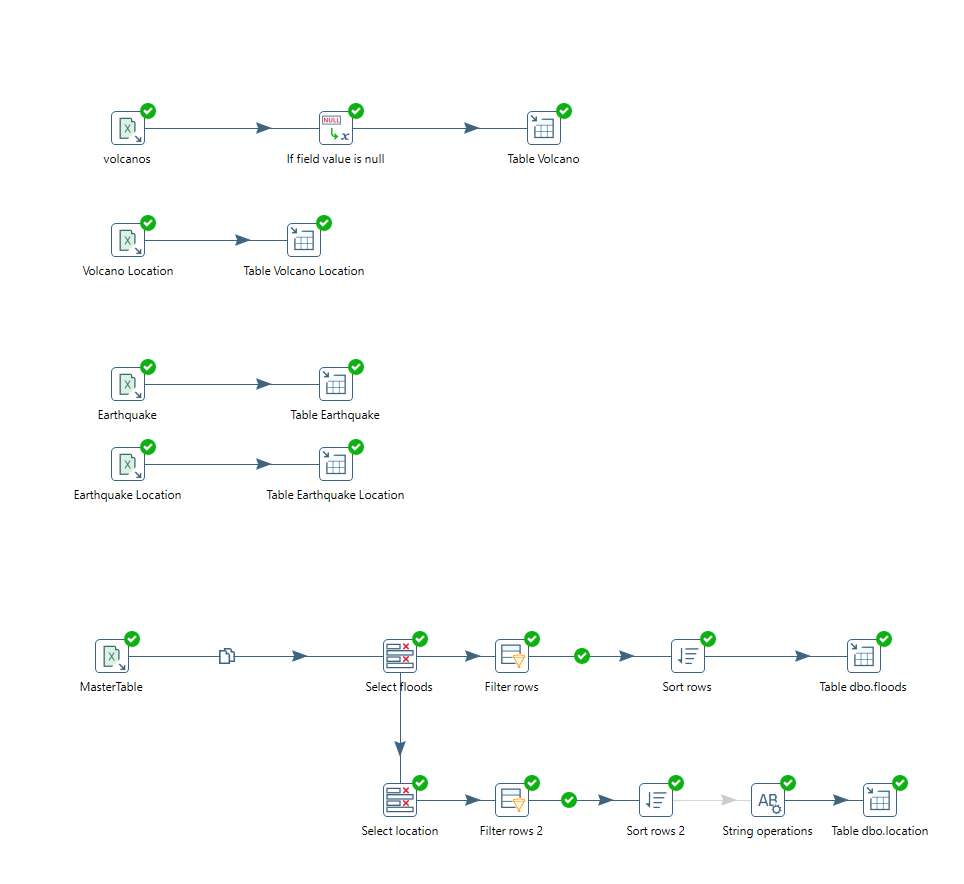 NULL
x
volcanos
If field value is null
Table Volcano
Volcano Location
Table Volcano Location
X
Earthquake
Table Earthquake
Earthquake Location
Table Earthquake Location
MasterTable
Select floods
Filter rows
Sort rows
Table dbo.floods
AB
Select location
Filter rows 2
Sort rows 2
String operations
Table dbo.location